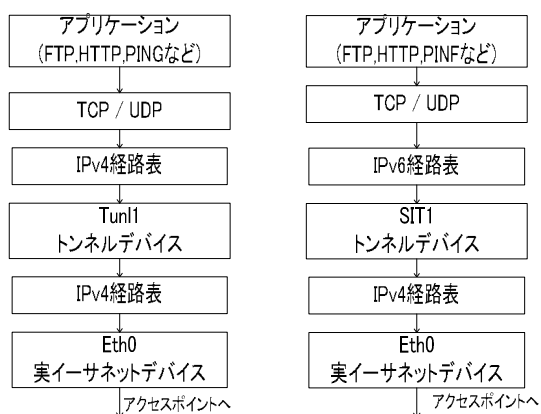 アプリケーション
(FTP,HTTP,PINGなど)
TCP / UDP
IPv4経路表
Tunl1
トンネルデバイス
IPv4経路表
Eth0
実イーサネットデバイス
アクセスポイントへ
アプリケーション
(FTP,HTTP,PINFなど)
TCP / UDP
IPv6経路表
SIT1
トンネルデバイス
IPv4経路表
Eth0
実イーサネットデバイス
アクセスポイントへ